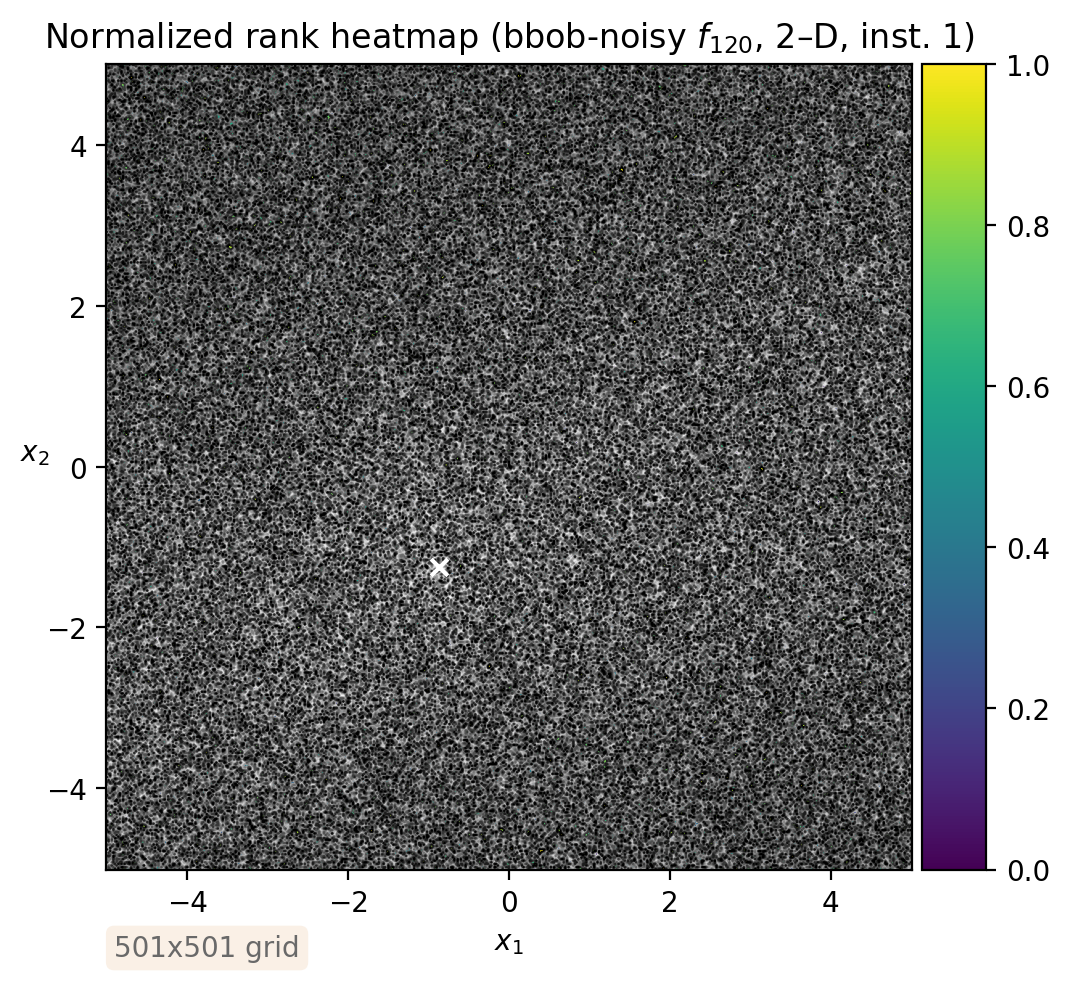 Normalized rank heatmap (bbob-noisy f₁₂₀, 2–D, inst. 1)
1.0
0.8
0.6
0.4
0.2
0.0
4
2
0
−2
−4
x₂
−4 −2 0 2 4
x₁
501x501 grid